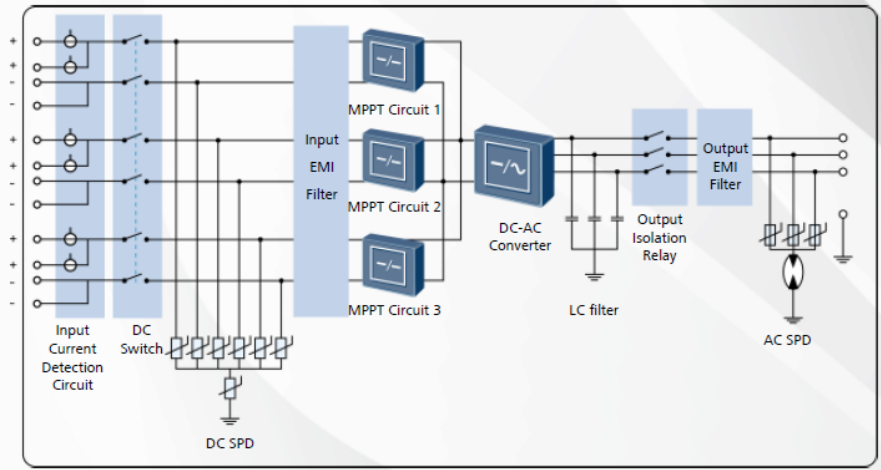 +
+
-
-
+
+
-
-
+
+
-
-
Input
Current
Detection
Circuit
DC
Switch
DC SPD
Input
EMI
Filter
MPPT Circuit 1
MPPT Circuit 2
MPPT Circuit 3
DC-AC
Converter
LC filter
Output
Isolation
Relay
Output
EMI
Filter
AC SPD